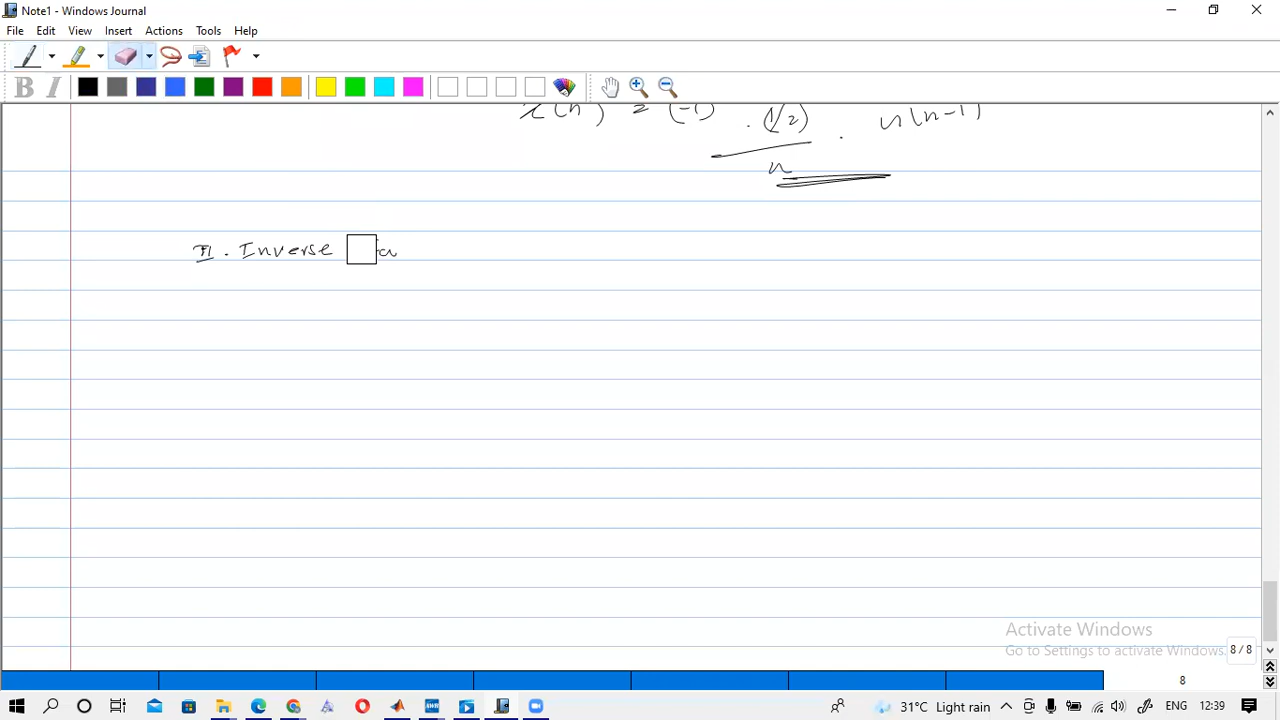 Note1 - Windows Journal
File Edit View Insert Actions Tools Help
B I
x(n) = (-1) . (1/2) . u(n-1)
n
II. Inverse
Activate Windows
Go to Settings to activate Windows.
8 / 8
8
31°C Light rain ENG 12:39